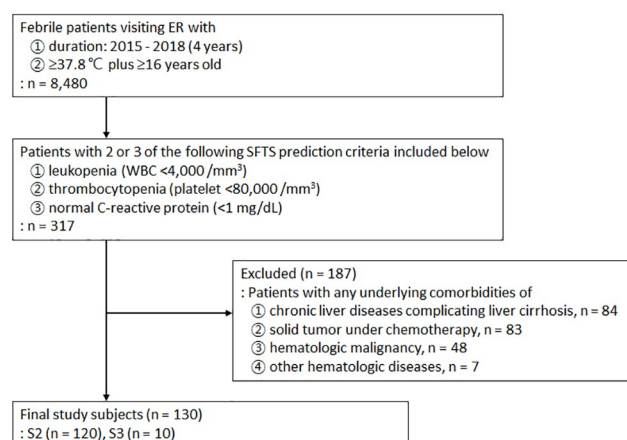 Febrile patients visiting ER with
① duration: 2015 - 2018 (4 years)
② ≥37.8℃ plus ≥16 years old
: n = 8,480
Patients with 2 or 3 of the following SFTS prediction criteria included below
① leukopenia (WBC <4,000 /mm³)
② thrombocytopenia (platelet <80,000 /mm³)
③ normal C-reactive protein (<1 mg/dL)
: n = 317
Excluded (n = 187)
: Patients with any underlying comorbidities of
① chronic liver diseases complicating liver cirrhosis, n = 84
② solid tumor under chemotherapy, n = 83
③ hematologic malignancy, n = 48
④ other hematologic diseases, n = 7
Final study subjects (n = 130)
: S2 (n = 120), S3 (n = 10)